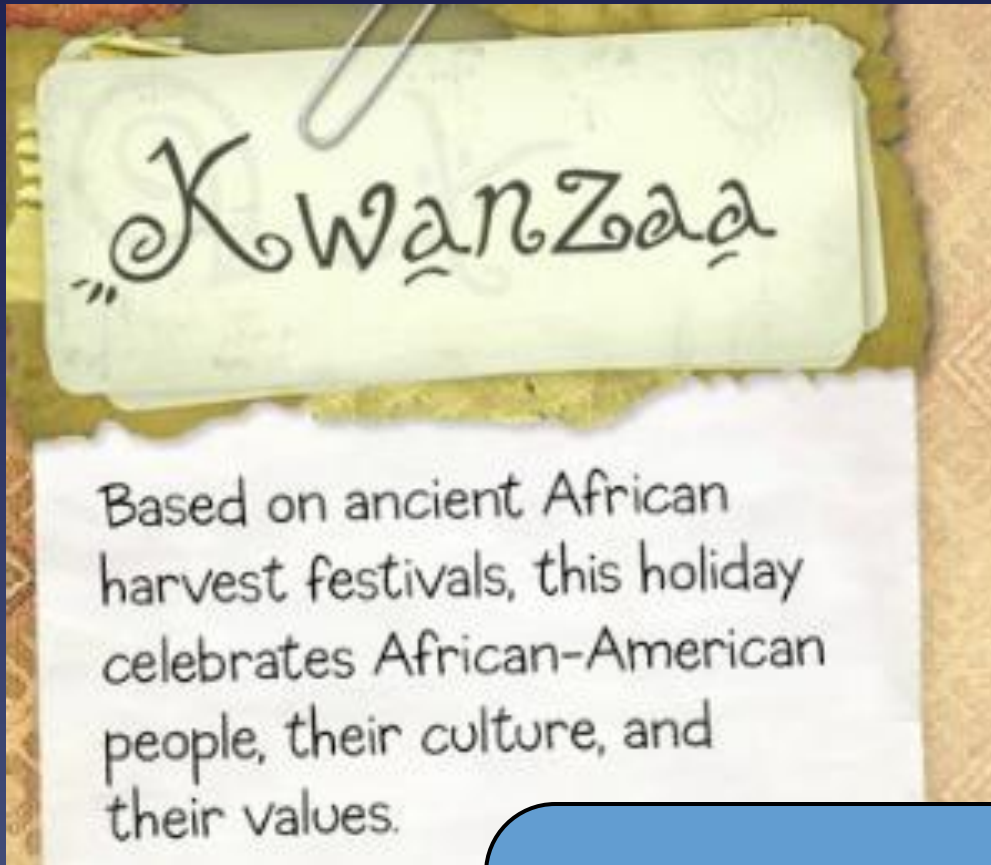 Kwanzaa
Based on ancient African
harvest festivals, this holiday
celebrates African-American
people, their culture, and
their values.